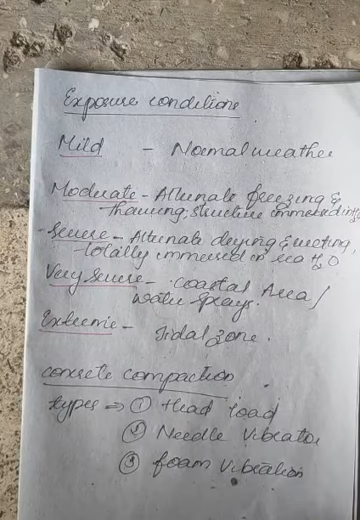 Exposure conditions
Mild - Normal weather
Moderate - Alternate freezing &
thawing, structure immersed in
Severe - Alternate drying & wetting,
totally immersed in sea H2O
Very Severe - coastal Area/
water sprays.
Extreme - Tidal zone.
concrete compaction
types ⇒ ① Head load
② Needle Vibrator
③ foam vibration